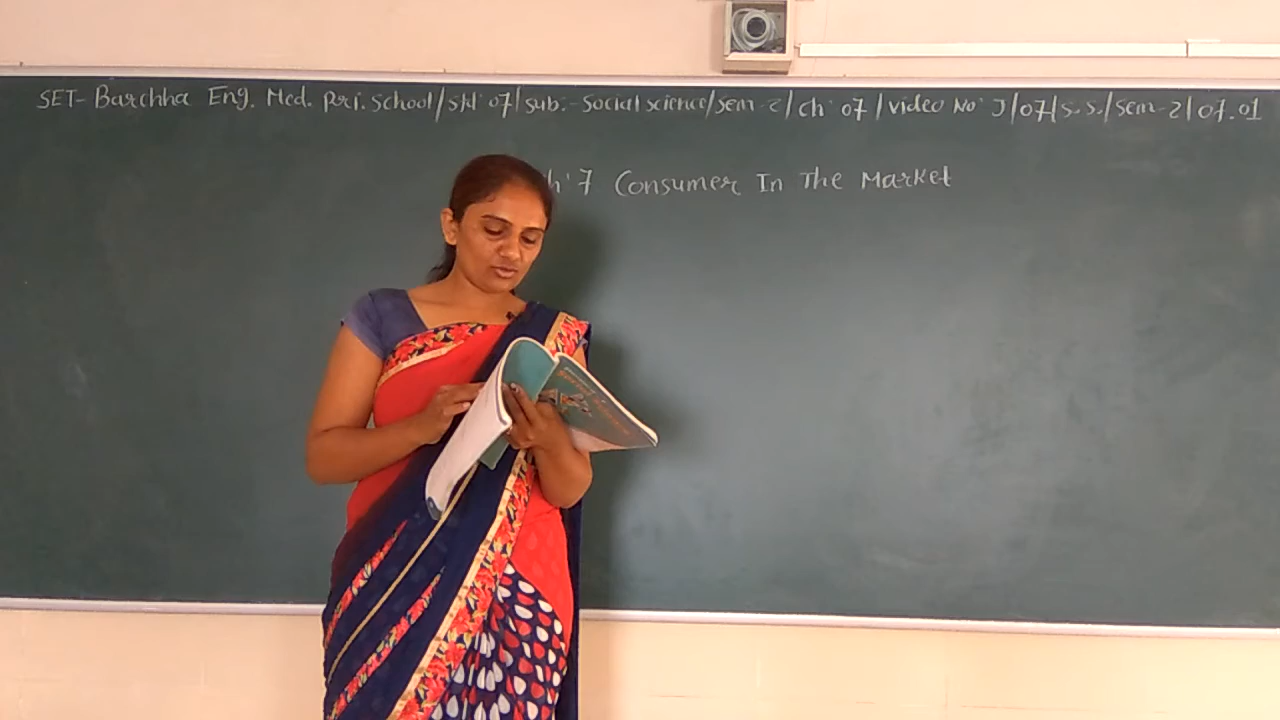 SET- Barchha Eng. Med. Pri. School / std: 07 / sub.:- Social science / sem-2 / ch: 07 / video No: J/07/s.s./sem-2/07.01
h: 7 Consumer In The Market